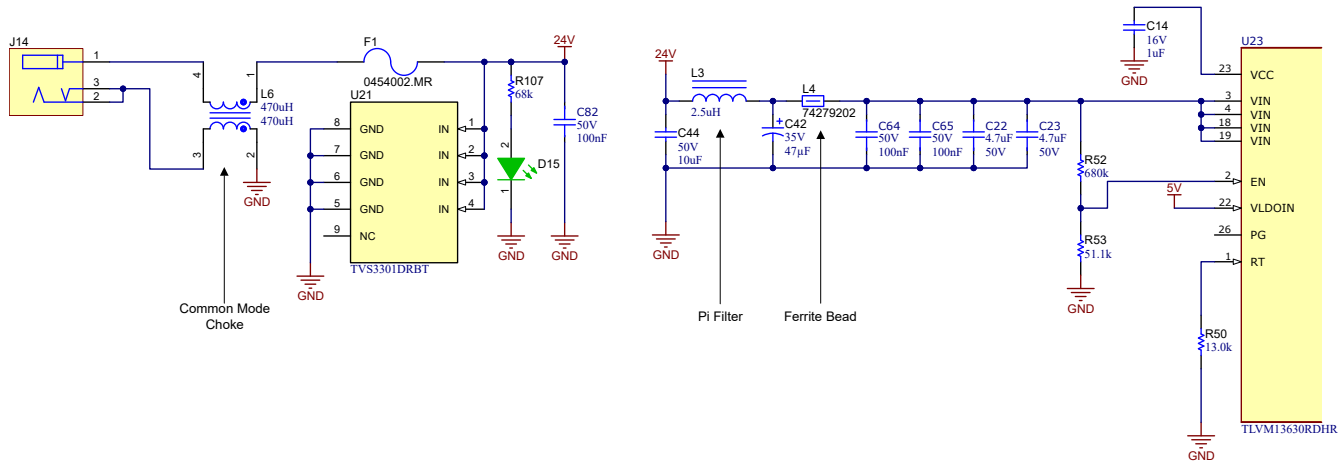 J14
1
3
2
4
1
L6
470uH
470uH
3
2
GND
Common Mode
Choke
F1
0454002.MR
U21
8
GND
IN
1
7
GND
IN
2
6
GND
IN
3
5
GND
IN
4
9
NC
TVS3301DRBT
GND
R107
68k
2
D15
1
GND
24V
C82
50V
100nF
GND
24V
L3
2.5uH
C44
50V
10uF
GND
Pi Filter
+
C42
35V
47µF
L4
74279202
Ferrite Bead
C64
50V
100nF
C65
50V
100nF
C22
4.7uF
50V
C23
4.7uF
50V
R52
680k
R53
51.1k
GND
C14
16V
1uF
GND
5V
R50
13.0k
GND
U23
23
VCC
3
VIN
4
VIN
18
VIN
19
VIN
2
EN
22
VLDOIN
26
PG
1
RT
TLVM13630RDHR